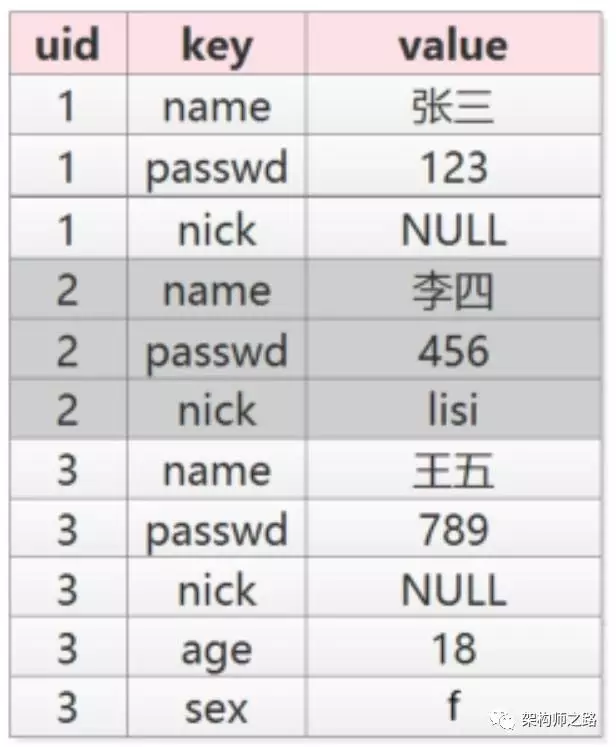 uid key value
1 name 张三
1 passwd 123
1 nick NULL
2 name 李四
2 passwd 456
2 nick lisi
3 name 王五
3 passwd 789
3 nick NULL
3 age 18
3 sex f
架构师之路